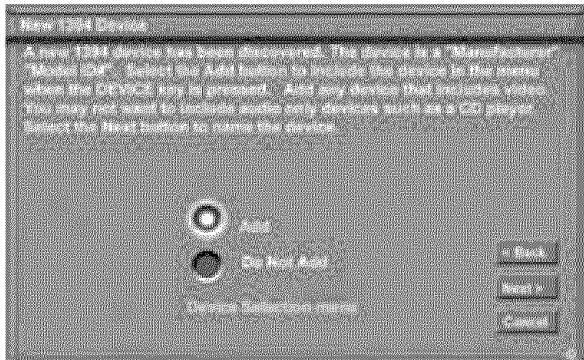 New 1394 Device
A new 1394 device has been discovered. The device is a "Manufacturer"
"Model ID#". Select the Add button to include the device in the menu
when the DEVICE key is pressed. Add any device that includes video.
You may not want to include audio only devices such as a CD player.
Select the Next button to name the device.
Add
Do Not Add
< Back
Next >
Device Selection menu
Cancel